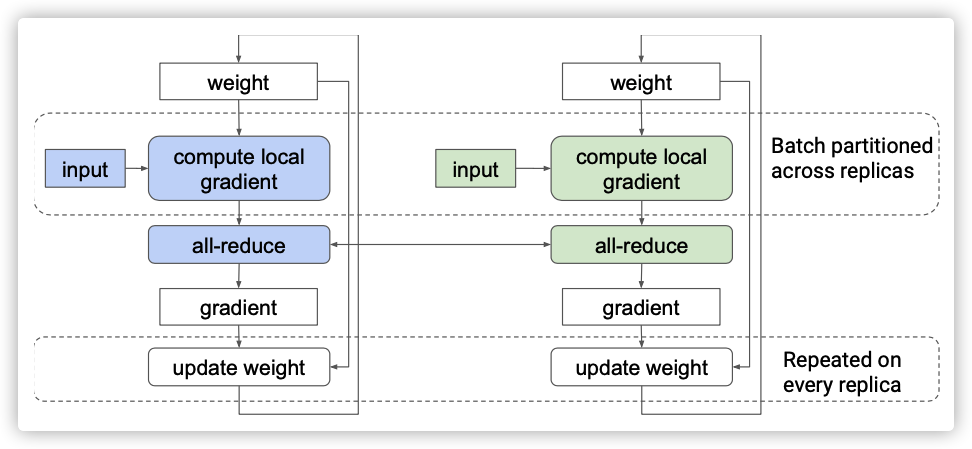 weight
weight
input
compute local
gradient
input
compute local
gradient
Batch partitioned
across replicas
all-reduce
all-reduce
gradient
gradient
update weight
update weight
Repeated on
every replica